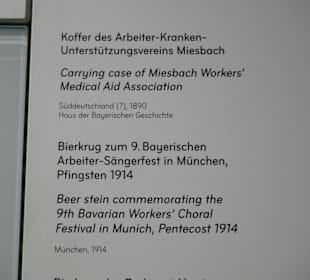 Koffer des Arbeiter-Kranken-
Unterstützungsvereins Miesbach
Carrying case of Miesbach Workers'
Medical Aid Association
Süddeutschland (?), 1890
Haus der Bayerischen Geschichte
Bierkrug zum 9. Bayerischen
Arbeiter-Sängerfest in München,
Pfingsten 1914
Beer stein commemorating the
9th Bavarian Workers' Choral
Festival in Munich, Pentecost 1914
München, 1914